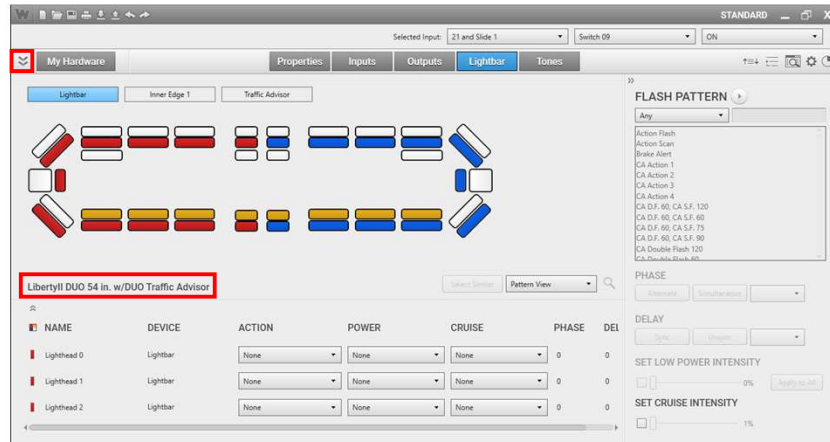 W STANDARD
Selected Input: 21 and Slide 1 Switch 09 ON
My Hardware Properties Inputs Outputs Lightbar Tones
Lightbar Inner Edge 1 Traffic Advisor
FLASH PATTERN
Any
Action Flash
Action Scan
Brake Alert
CA Action 1
CA Action 2
CA Action 3
CA Action 4
CA D.F. 60, CA S.F. 120
CA D.F. 60, CA S.F. 60
CA D.F. 60, CA S.F. 75
CA D.F. 60, CA S.F. 90
CA Double Flash 120
CA Double Flash 60
LibertyII DUO 54 in. w/DUO Traffic Advisor Select Similar Pattern View
PHASE
Alternate Simultaneous
NAME DEVICE ACTION POWER CRUISE PHASE DEL
Lighthead 0 Lightbar None None None 0 0
Lighthead 1 Lightbar None None None 0 0
Lighthead 2 Lightbar None None None 0 0
DELAY
Sync
SET LOW POWER INTENSITY
0% Apply to All
SET CRUISE INTENSITY
1%